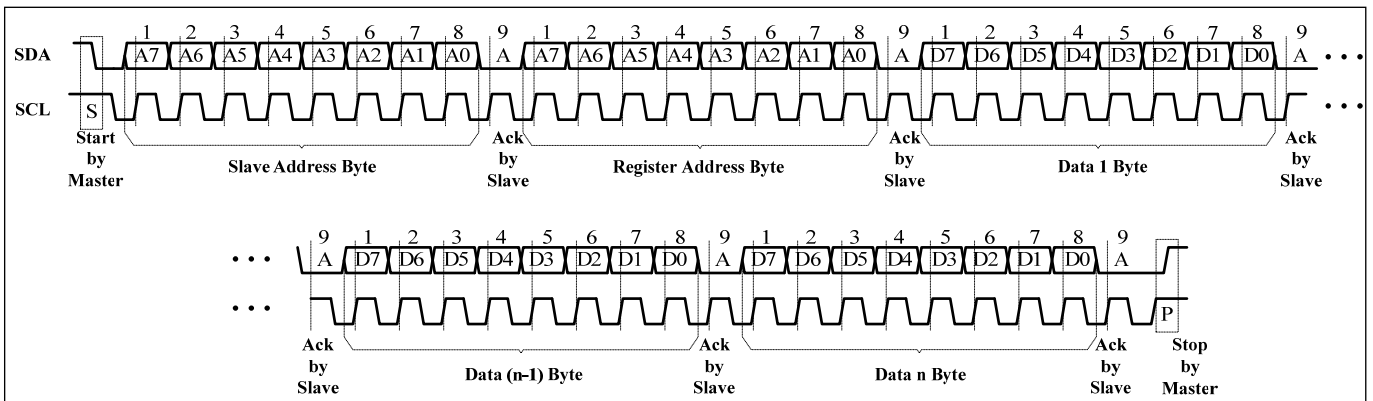 1 2 3 4 5 6 7 8 9 1 2 3 4 5 6 7 8 9 1 2 3 4 5 6 7 8 9
SDA A7 A6 A5 A4 A3 A2 A1 A0 A A7 A6 A5 A4 A3 A2 A1 A0 A D7 D6 D5 D4 D3 D2 D1 D0 A • • •
SCL S • • •
Start by Master
Slave Address Byte
Ack by Slave
Register Address Byte
Ack by Slave
Data 1 Byte
Ack by Slave
9 1 2 3 4 5 6 7 8 9 1 2 3 4 5 6 7 8 9
• • • A D7 D6 D5 D4 D3 D2 D1 D0 A D7 D6 D5 D4 D3 D2 D1 D0 A
• • • P
Ack by Slave
Data (n-1) Byte
Ack by Slave
Data n Byte
Ack by Slave
Stop by Master